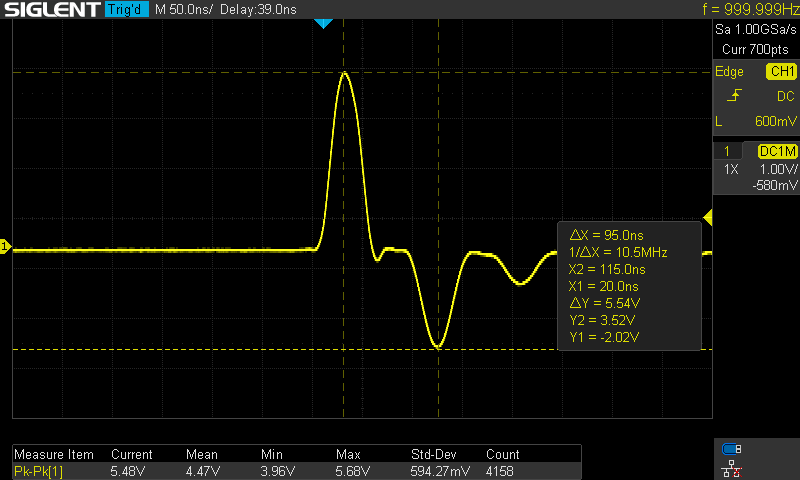 SIGLENT Trig'd M 50.0ns/ Delay:39.0ns f = 999.999Hz
Sa 1.00GSa/s
Curr 700pts
Edge CH1
DC
L 600mV
1 DC1M
1X 1.00V/
-580mV
1
ΔX = 95.0ns
1/ΔX = 10.5MHz
X2 = 115.0ns
X1 = 20.0ns
ΔY = 5.54V
Y2 = 3.52V
Y1 = -2.02V
Measure Item Current Mean Min Max Std-Dev Count
Pk-Pk[1] 5.48V 4.47V 3.96V 5.68V 594.27mV 4158